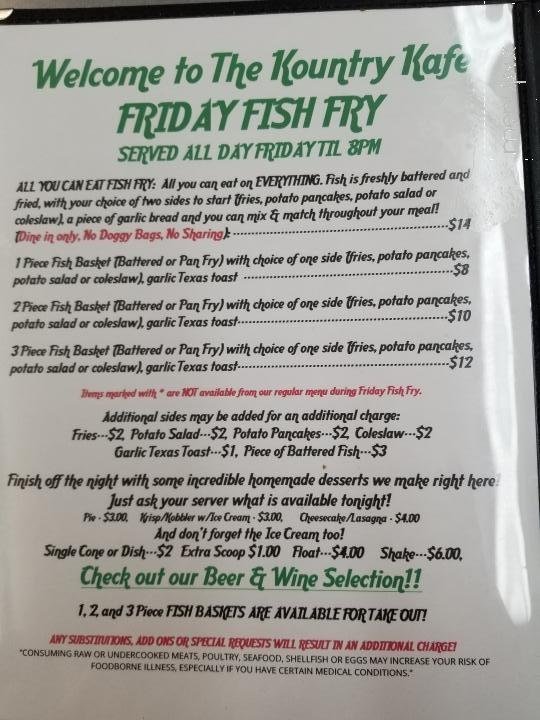 Welcome to The Kountry Kafe
FRIDAY FISH FRY
SERVED ALL DAY FRIDAY TIL 8PM
ALL YOU CAN EAT FISH FRY: All you can eat on EVERYTHING. Fish is freshly battered and
fried, with your choice of two sides to start (fries, potato pancakes, potato salad or
coleslaw), a piece of garlic bread and you can mix & match throughout your meal!
(Dine in only, No Doggy Bags, No Sharing):--------------------------------------------$14
1 Piece Fish Basket (Battered or Pan Fry) with choice of one side (fries, potato pancakes,
potato salad or coleslaw), garlic Texas toast ------------------------------------------$8
2 Piece Fish Basket (Battered or Pan Fry) with choice of one side (fries, potato pancakes,
potato salad or coleslaw), garlic Texas toast------------------------------------------$10
3 Piece Fish Basket (Battered or Pan Fry) with choice of one side (fries, potato pancakes,
potato salad or coleslaw), garlic Texas toast------------------------------------------$12
Items marked with * are NOT available from our regular menu during Friday Fish Fry.
Additional sides may be added for an additional charge:
Fries---$2, Potato Salad---$2, Potato Pancakes---$2, Coleslaw---$2
Garlic Texas Toast---$1, Piece of Battered Fish---$3
Finish off the night with some incredible homemade desserts we make right here!
Just ask your server what is available tonight!
Pie - $3.00, Krisp/Kobbler w/Ice Cream - $3.00, Cheesecake/Lasagna - $4.00
And don't forget the Ice Cream too!
Single Cone or Dish---$2 Extra Scoop $1.00 Float---$4.00 Shake---$6.00,
Check out our Beer & Wine Selection!!
1, 2, and 3 Piece FISH BASKETS ARE AVAILABLE FOR TAKE OUT!
ANY SUBSTITUTIONS, ADD ONS OR SPECIAL REQUESTS WILL RESULT IN AN ADDITIONAL CHARGE!
"CONSUMING RAW OR UNDERCOOKED MEATS, POULTRY, SEAFOOD, SHELLFISH OR EGGS MAY INCREASE YOUR RISK OF
FOODBORNE ILLNESS, ESPECIALLY IF YOU HAVE CERTAIN MEDICAL CONDITIONS."